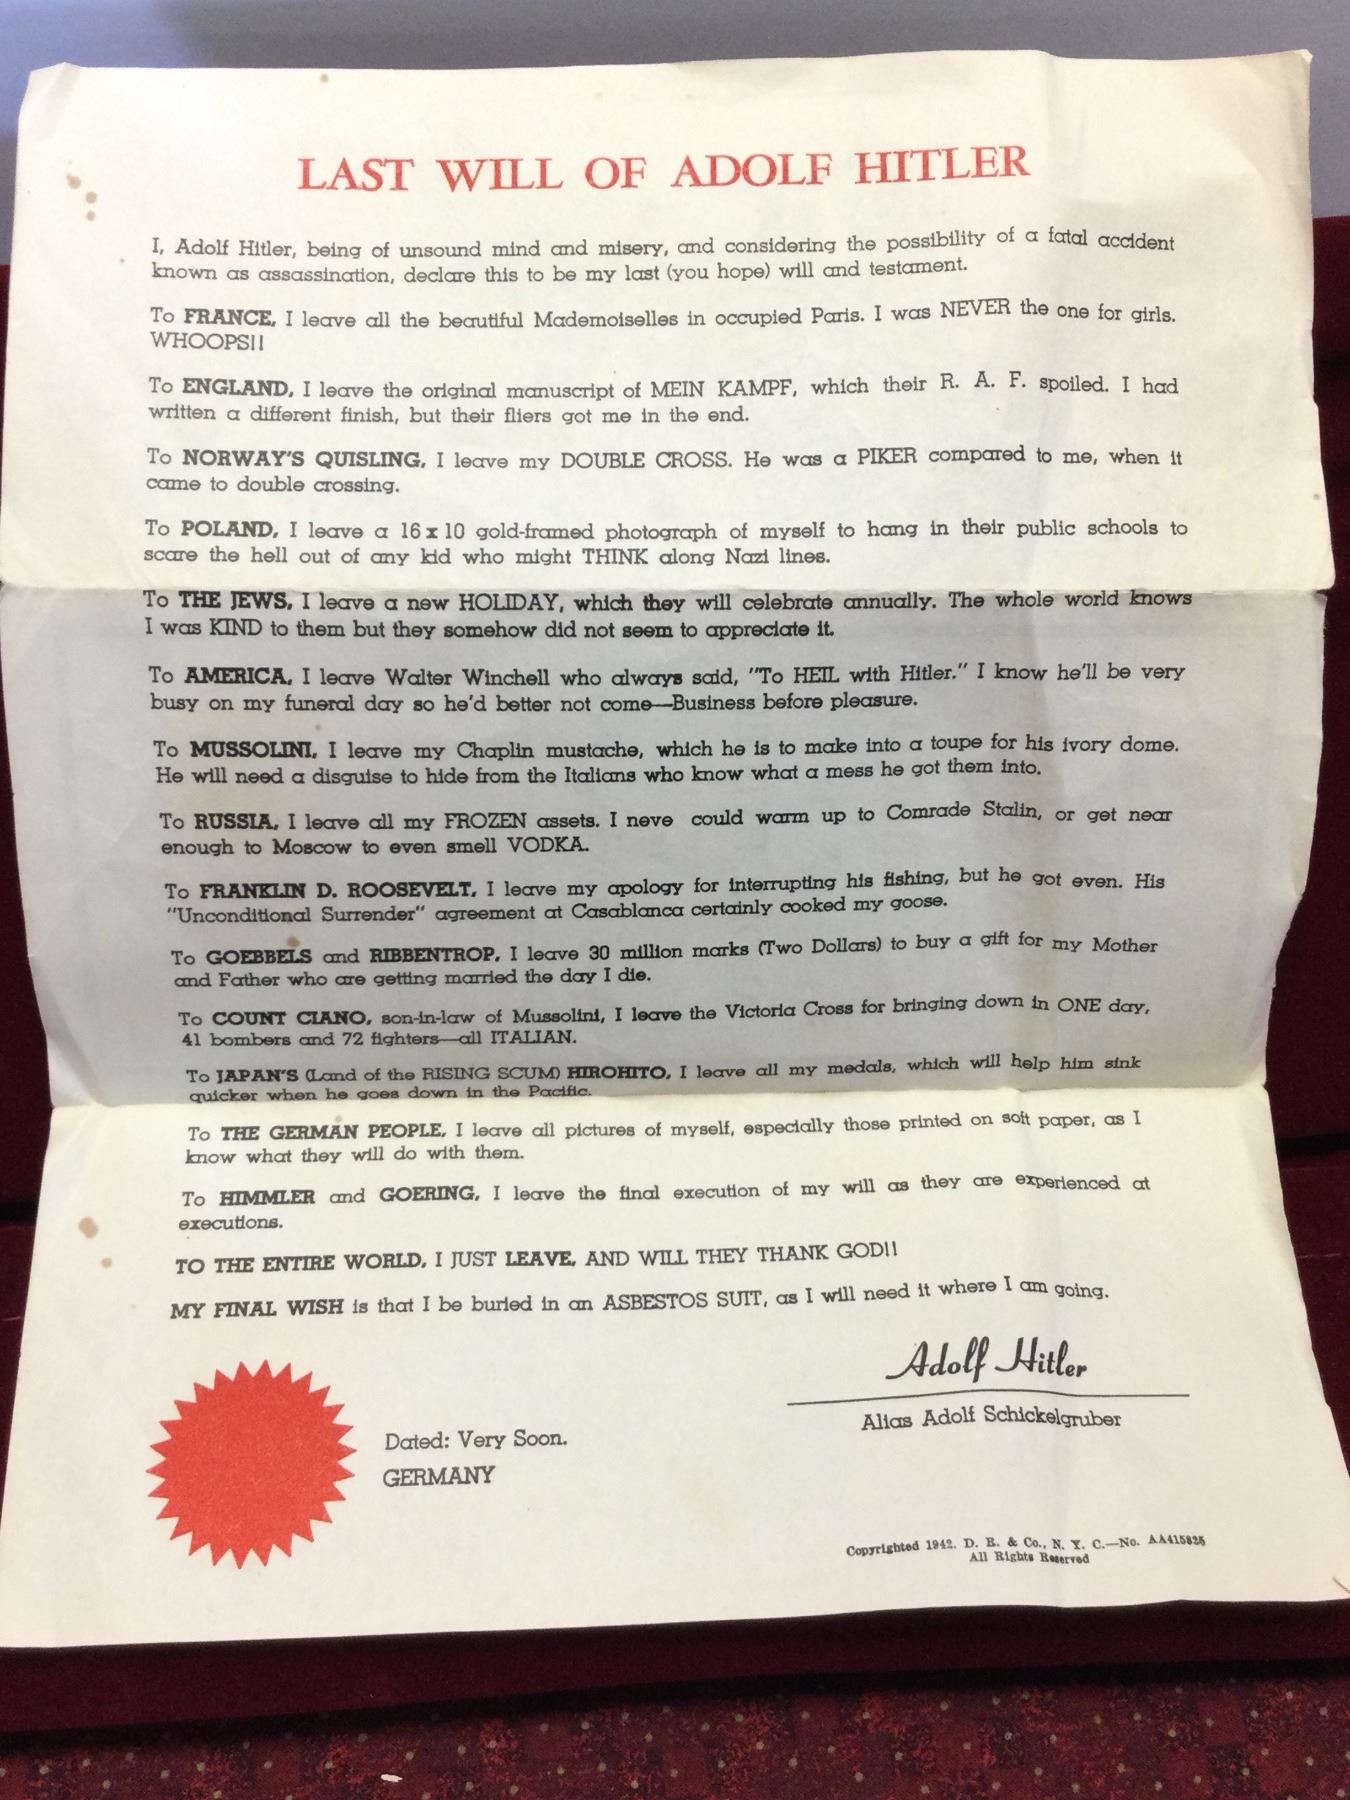 LAST WILL OF ADOLF HITLER
I, Adolf Hitler, being of unsound mind and misery, and considering the possibility of a fatal accident
known as assassination, declare this to be my last (you hope) will and testament.
To FRANCE, I leave all the beautiful Mademoiselles in occupied Paris. I was NEVER the one for girls.
WHOOPS!!
To ENGLAND, I leave the original manuscript of MEIN KAMPF, which their R. A. F. spoiled. I had
written a different finish, but their fliers got me in the end.
To NORWAY'S QUISLING, I leave my DOUBLE CROSS. He was a PIKER compared to me, when it
came to double crossing.
To POLAND, I leave a 16 x 10 gold-framed photograph of myself to hang in their public schools to
scare the hell out of any kid who might THINK along Nazi lines.
To THE JEWS, I leave a new HOLIDAY, which they will celebrate annually. The whole world knows
I was KIND to them but they somehow did not seem to appreciate it.
To AMERICA, I leave Walter Winchell who always said, "To HEIL with Hitler." I know he'll be very
busy on my funeral day so he'd better not come—Business before pleasure.
To MUSSOLINI, I leave my Chaplin mustache, which he is to make into a toupe for his ivory dome.
He will need a disguise to hide from the Italians who know what a mess he got them into.
To RUSSIA, I leave all my FROZEN assets. I neve could warm up to Comrade Stalin, or get near
enough to Moscow to even smell VODKA.
To FRANKLIN D. ROOSEVELT, I leave my apology for interrupting his fishing, but he got even. His
"Unconditional Surrender" agreement at Casablanca certainly cooked my goose.
To GOEBBELS and RIBBENTROP, I leave 30 million marks (Two Dollars) to buy a gift for my Mother
and Father who are getting married the day I die.
To COUNT CIANO, son-in-law of Mussolini, I leave the Victoria Cross for bringing down in ONE day,
41 bombers and 72 fighters—all ITALIAN.
To JAPAN'S (Land of the RISING SCUM) HIROHITO, I leave all my medals, which will help him sink
quicker when he goes down in the Pacific.
To THE GERMAN PEOPLE, I leave all pictures of myself, especially those printed on soft paper, as I
know what they will do with them.
To HIMMLER and GOERING, I leave the final execution of my will as they are experienced at
executions.
TO THE ENTIRE WORLD, I JUST LEAVE, AND WILL THEY THANK GOD!!
MY FINAL WISH is that I be buried in an ASBESTOS SUIT, as I will need it where I am going.
Adolf Hitler
Alias Adolf Schickelgruber
Dated: Very Soon.
GERMANY
Copyrighted 1942. D. R. & Co., N. Y. C.—No. AA415825
All Rights Reserved